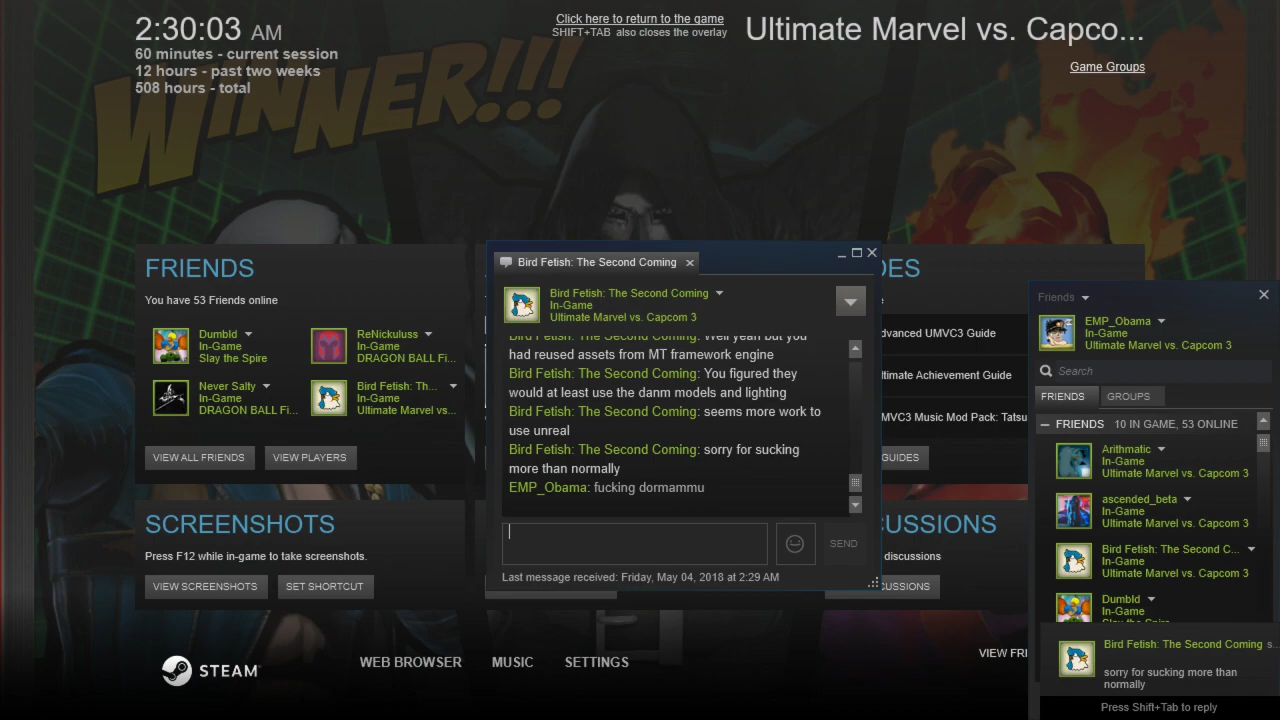 2:30:03 AM
60 minutes - current session
12 hours - past two weeks
508 hours - total
Click here to return to the game
SHIFT+TAB also closes the overlay
Ultimate Marvel vs. Capco...
Game Groups
WINNER!!!
FRIENDS
You have 53 Friends online
Dumbld
In-Game
Slay the Spire
ReNickuluss
In-Game
DRAGON BALL Fi...
Never Salty
In-Game
DRAGON BALL Fi...
Bird Fetish: Th...
In-Game
Ultimate Marvel vs...
VIEW ALL FRIENDS
VIEW PLAYERS
SCREENSHOTS
Press F12 while in-game to take screenshots.
VIEW SCREENSHOTS
SET SHORTCUT
Bird Fetish: The Second Coming
Bird Fetish: The Second Coming
In-Game
Ultimate Marvel vs. Capcom 3
Bird Fetish: The Second Coming: Well yeah but you
had reused assets from MT framework engine
Bird Fetish: The Second Coming: You figured they
would at least use the danm models and lighting
Bird Fetish: The Second Coming: seems more work to
use unreal
Bird Fetish: The Second Coming: sorry for sucking
more than normally
EMP_Obama: fucking dormammu
SEND
Last message received: Friday, May 04, 2018 at 2:29 AM
DES
dvanced UMVC3 Guide
ltimate Achievement Guide
MVC3 Music Mod Pack: Tatsu
GUIDES
CUSSIONS
discussions
CUSSIONS
Friends
EMP_Obama
In-Game
Ultimate Marvel vs. Capcom 3
Search
FRIENDS
GROUPS
FRIENDS 10 IN GAME, 53 ONLINE
Arithmatic
In-Game
Ultimate Marvel vs. Capcom 3
ascended_beta
In-Game
Ultimate Marvel vs. Capcom 3
Bird Fetish: The Second C...
In-Game
Ultimate Marvel vs. Capcom 3
Dumbld
In-Game
Slay the Spire
Bird Fetish: The Second Coming s...
sorry for sucking more than
normally
Press Shift+Tab to reply
STEAM
WEB BROWSER
MUSIC
SETTINGS
VIEW FRI